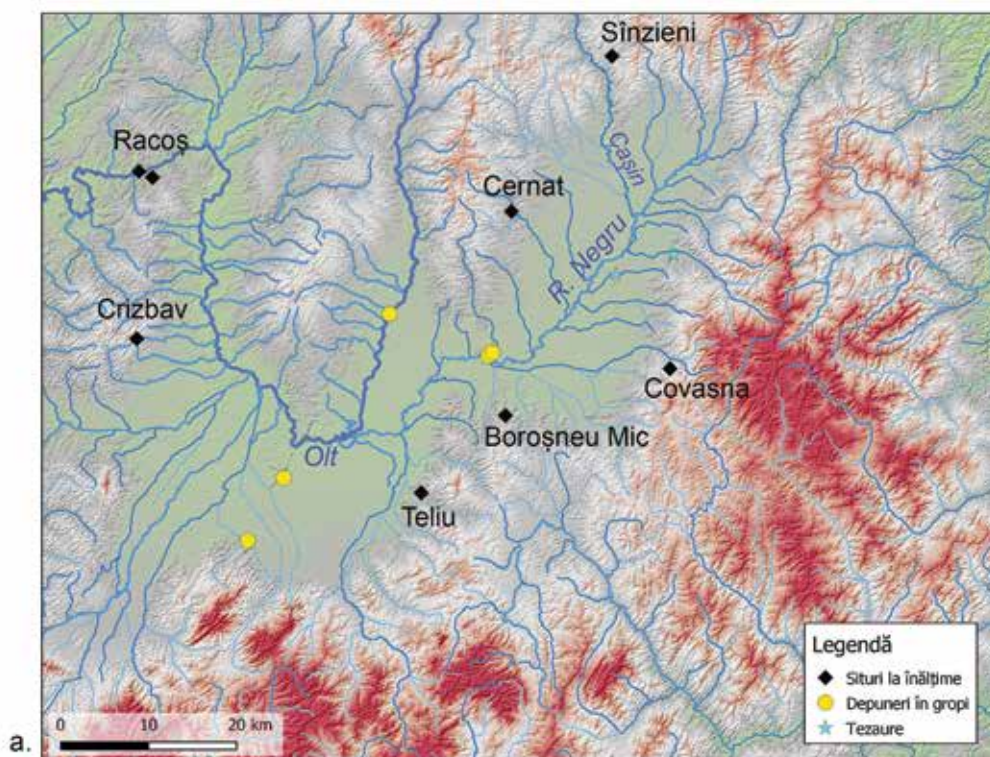 Sînzieni
Racoș
Cașin
Cernat
R. Negru
Crizbav
Covasna
Boroșneu Mic
Olt
Teliu
Legendă
Situri la înălțime
Depuneri în gropi
Tezaure
0 10 20 km
a.